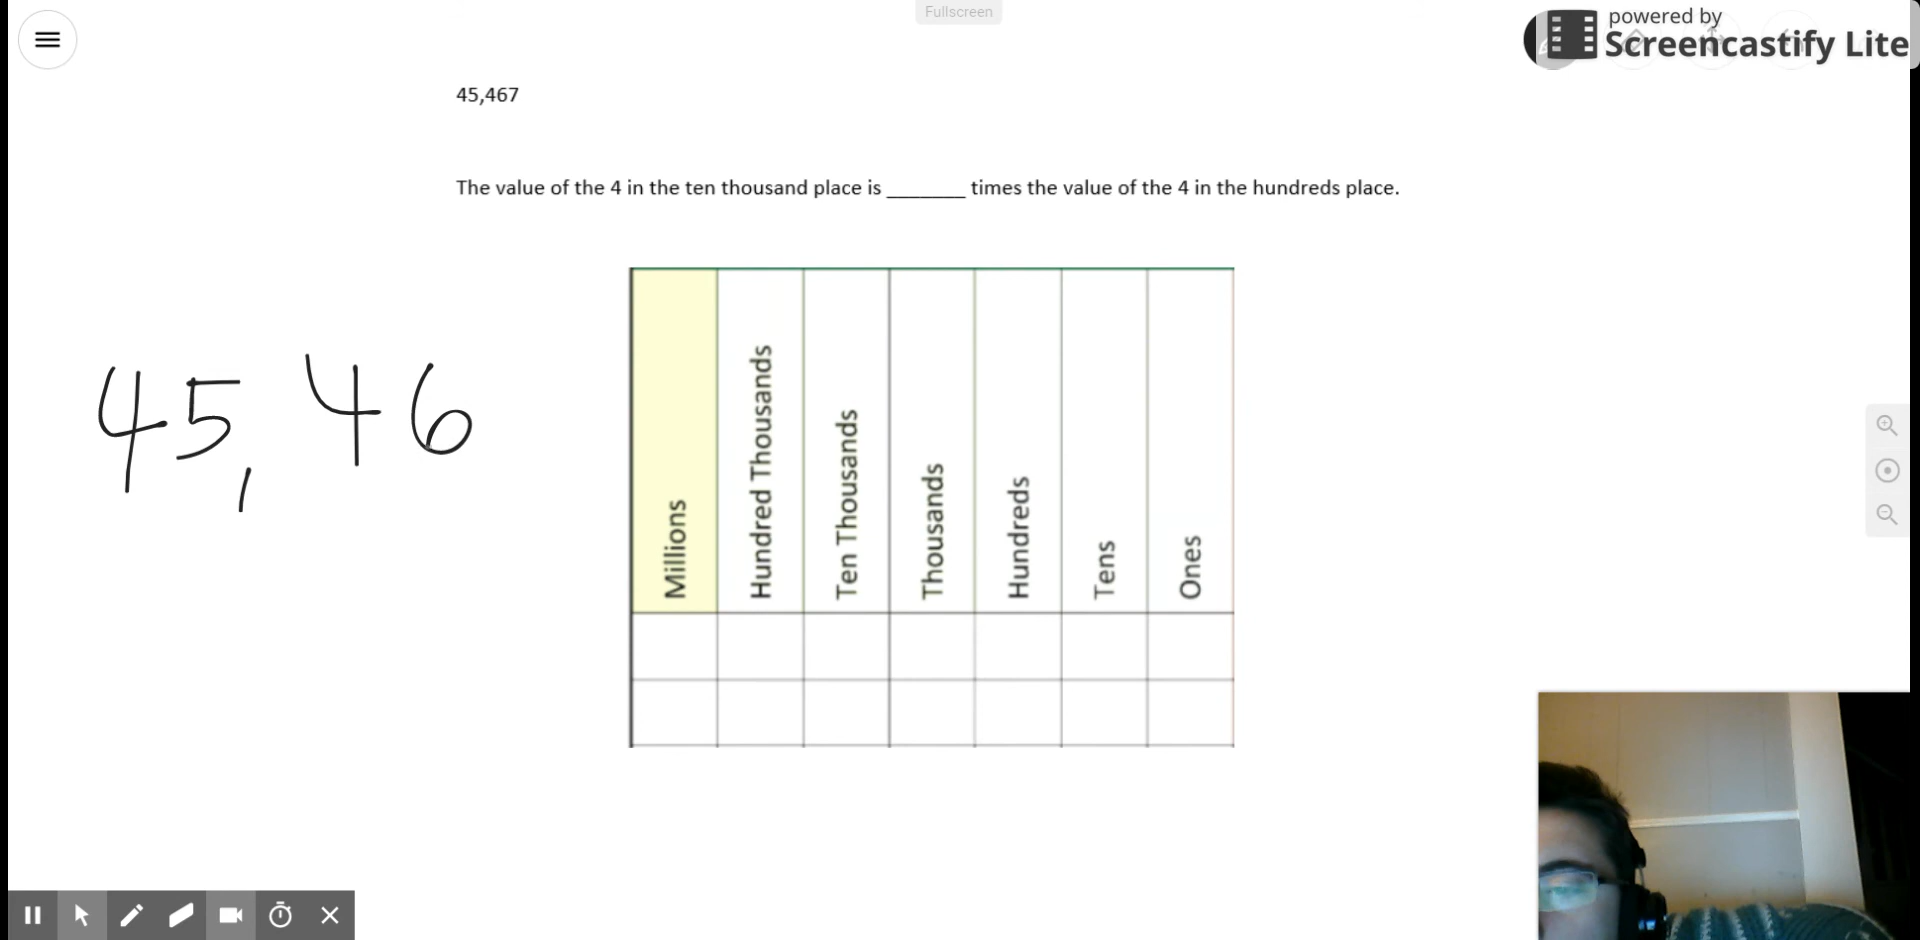 Fullscreen
powered by
Screencastify Lite
45,467
The value of the 4 in the ten thousand place is _______ times the value of the 4 in the hundreds place.
45,46
Millions
Hundred Thousands
Ten Thousands
Thousands
Hundreds
Tens
Ones